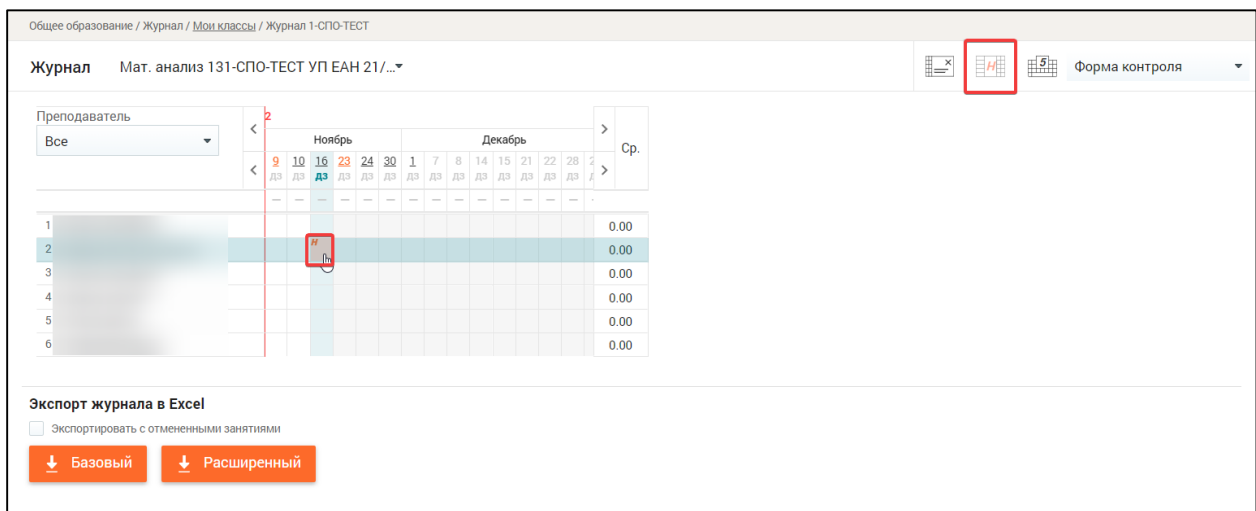 Общее образование / Журнал / Мои классы / Журнал 1-СПО-ТЕСТ
Журнал Мат. анализ 131-СПО-ТЕСТ УП ЕАН 21/...
5 Форма контроля
Преподаватель
Все
2
Ноябрь Декабрь
Ср.
9 10 16 23 24 30 1 7 8 14 15 21 22 28 2
дз дз дз дз дз дз дз дз дз дз дз дз дз дз
— — — — — — — — — — — — — —
1 0.00
2 Н 0.00
3 0.00
4 0.00
5 0.00
6 0.00
Экспорт журнала в Excel
Экспортировать с отмененными занятиями
Базовый Расширенный